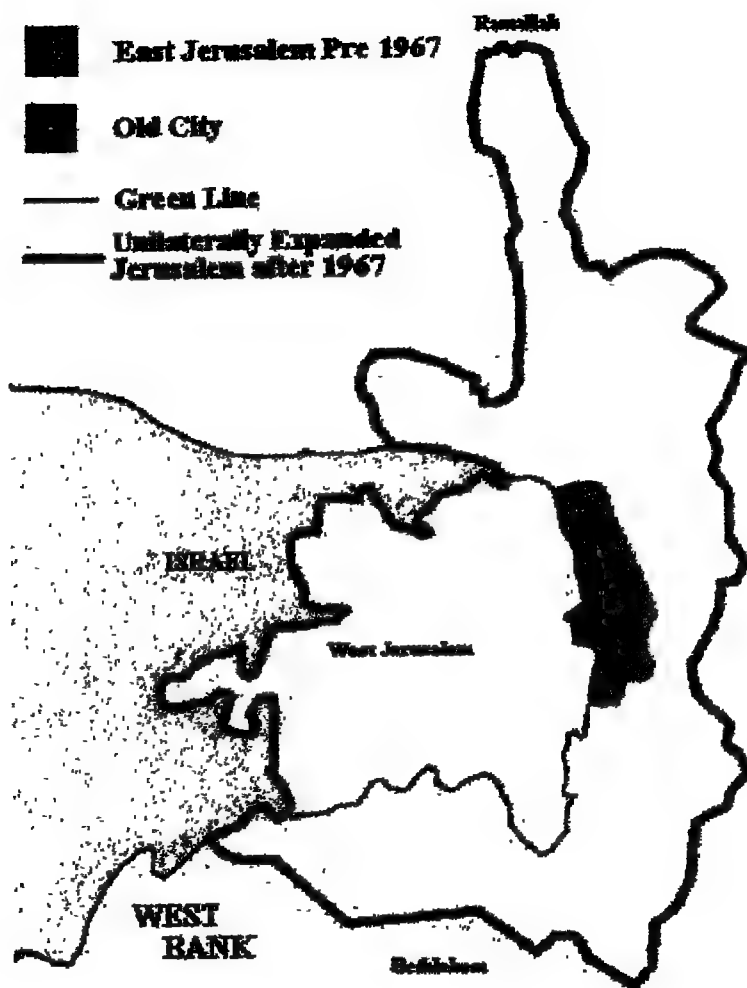 Ramallah
East Jerusalem Pre 1967
Old City
Green Line
Unilaterally Expanded
Jerusalem after 1967
ISRAEL
West Jerusalem
WEST
BANK
Bethlehem